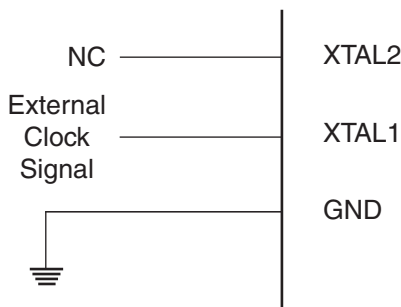 NC
XTAL2
External
Clock
Signal
XTAL1
GND